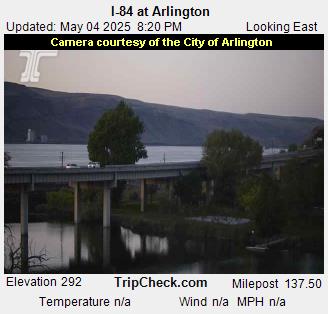 I-84 at Arlington
Updated: May 04 2025 8:20 PM Looking East
Camera courtesy of the City of Arlington
Elevation 292 TripCheck.com Milepost 137.50
Temperature n/a Wind n/a MPH n/a